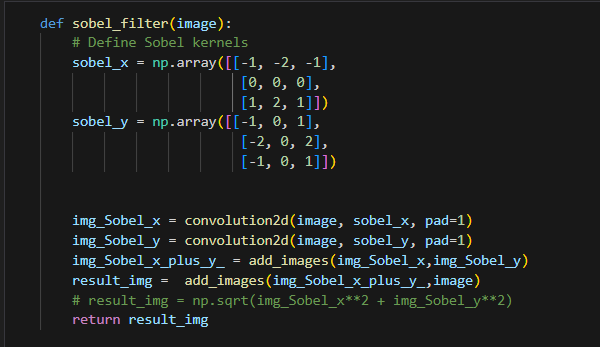 def sobel_filter(image):
# Define Sobel kernels
sobel_x = np.array([[-1, -2, -1],
[0, 0, 0],
[1, 2, 1]])
sobel_y = np.array([[-1, 0, 1],
[-2, 0, 2],
[-1, 0, 1]])
img_Sobel_x = convolution2d(image, sobel_x, pad=1)
img_Sobel_y = convolution2d(image, sobel_y, pad=1)
img_Sobel_x_plus_y_ = add_images(img_Sobel_x,img_Sobel_y)
result_img =  add_images(img_Sobel_x_plus_y_,image)
# result_img = np.sqrt(img_Sobel_x**2 + img_Sobel_y**2)
return result_img